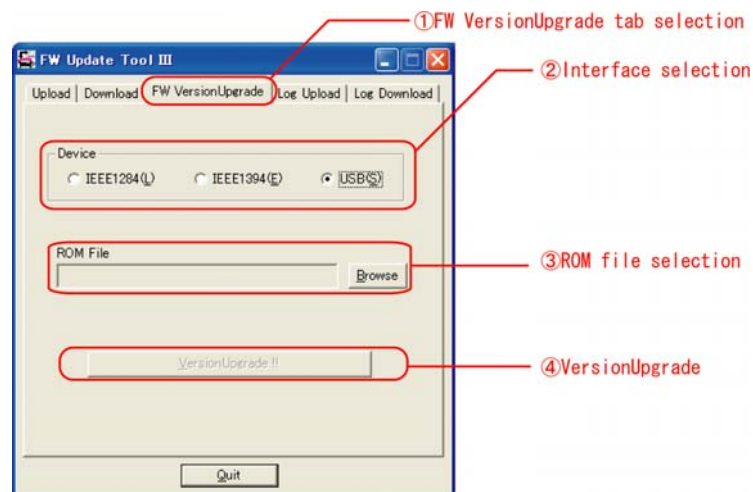 ①FW VersionUpgrade tab selection
FW Update Tool III
②Interface selection
Upload Download FW VersionUpgrade Log Upload Log Download
Device
IEEE1284(L) IEEE1394(E) USB(S)
ROM File
Browse
③ROM file selection
VersionUpgrade !!
④VersionUpgrade
Quit